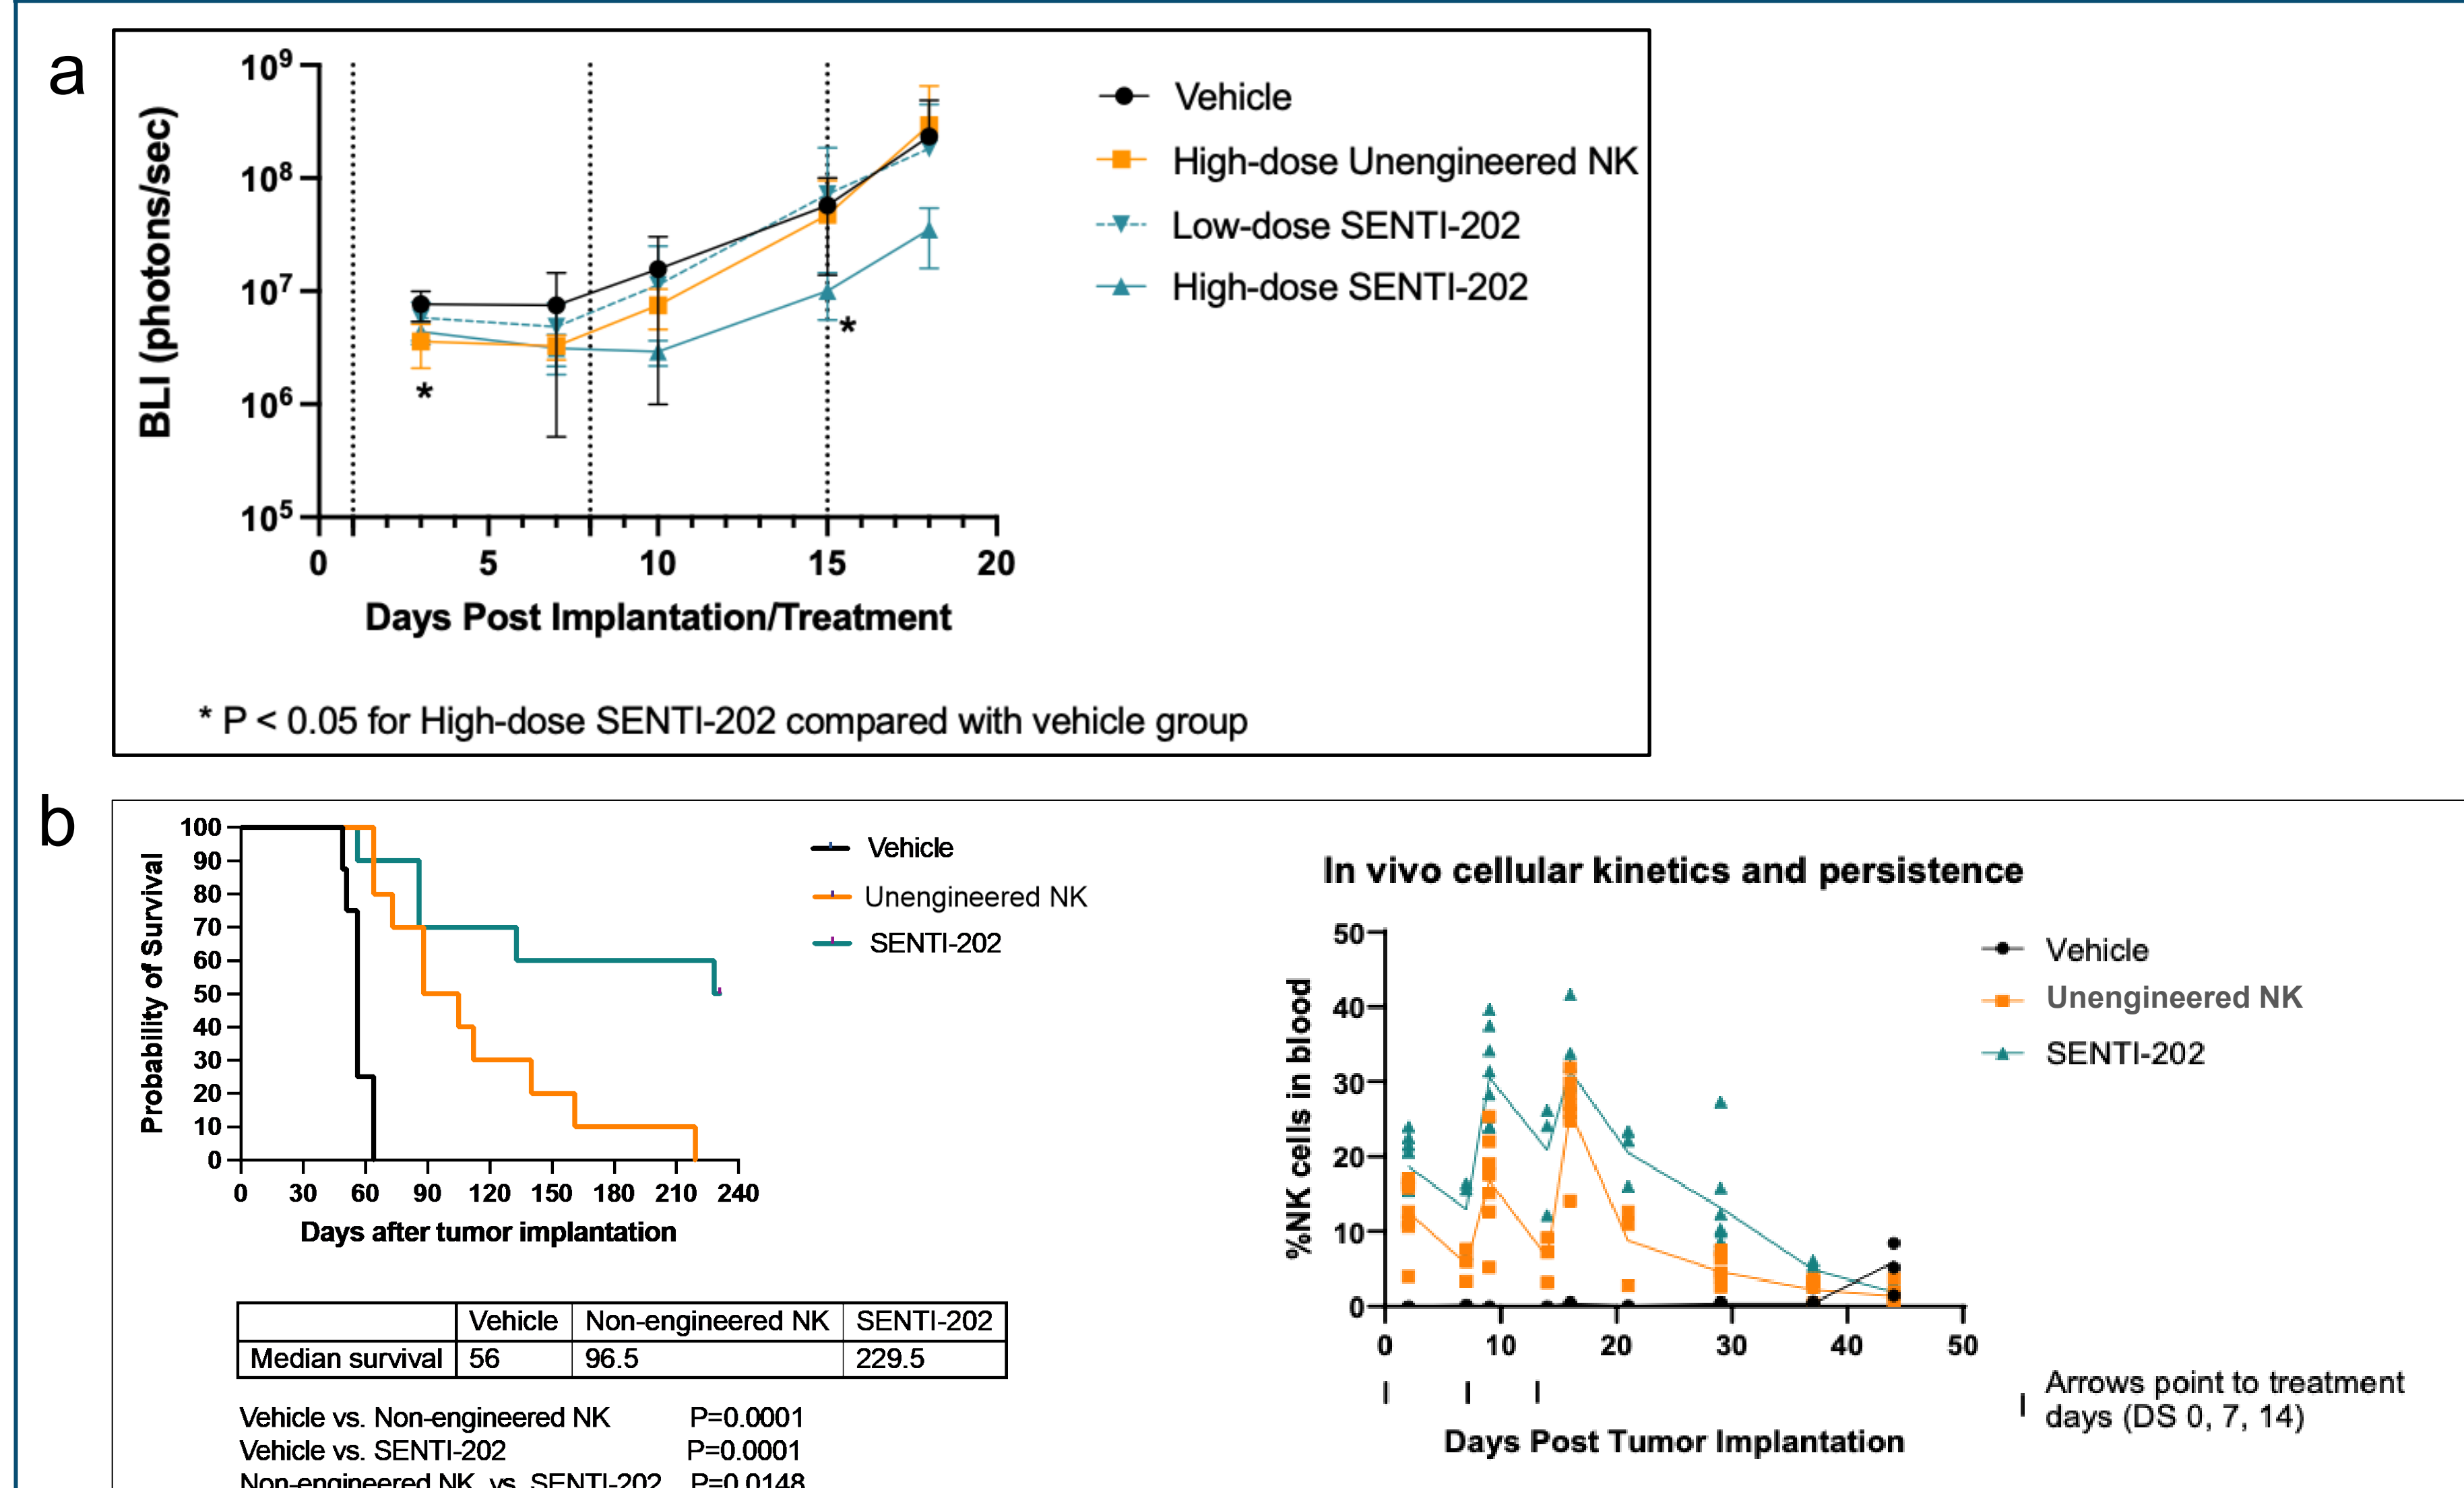 a
10⁹
10⁸
10⁷
10⁶
10⁵
BLI (photons/sec)
0 5 10 15 20
Days Post Implantation/Treatment
*
*
Vehicle
High-dose Unengineered NK
Low-dose SENTI-202
High-dose SENTI-202
* P < 0.05 for High-dose SENTI-202 compared with vehicle group
b
100
90
80
70
60
50
40
30
20
10
0
Probability of Survival
0 30 60 90 120 150 180 210 240
Days after tumor implantation
Vehicle
Unengineered NK
SENTI-202
Vehicle Non-engineered NK SENTI-202
Median survival 56 96.5 229.5
Vehicle vs. Non-engineered NK P=0.0001
Vehicle vs. SENTI-202 P=0.0001
Non-engineered NK vs. SENTI-202 P=0.0148
In vivo cellular kinetics and persistence
50
40
30
20
10
0
%NK cells in blood
0 10 20 30 40 50
Days Post Tumor Implantation
Vehicle
Unengineered NK
SENTI-202
Arrows point to treatment
days (DS 0, 7, 14)